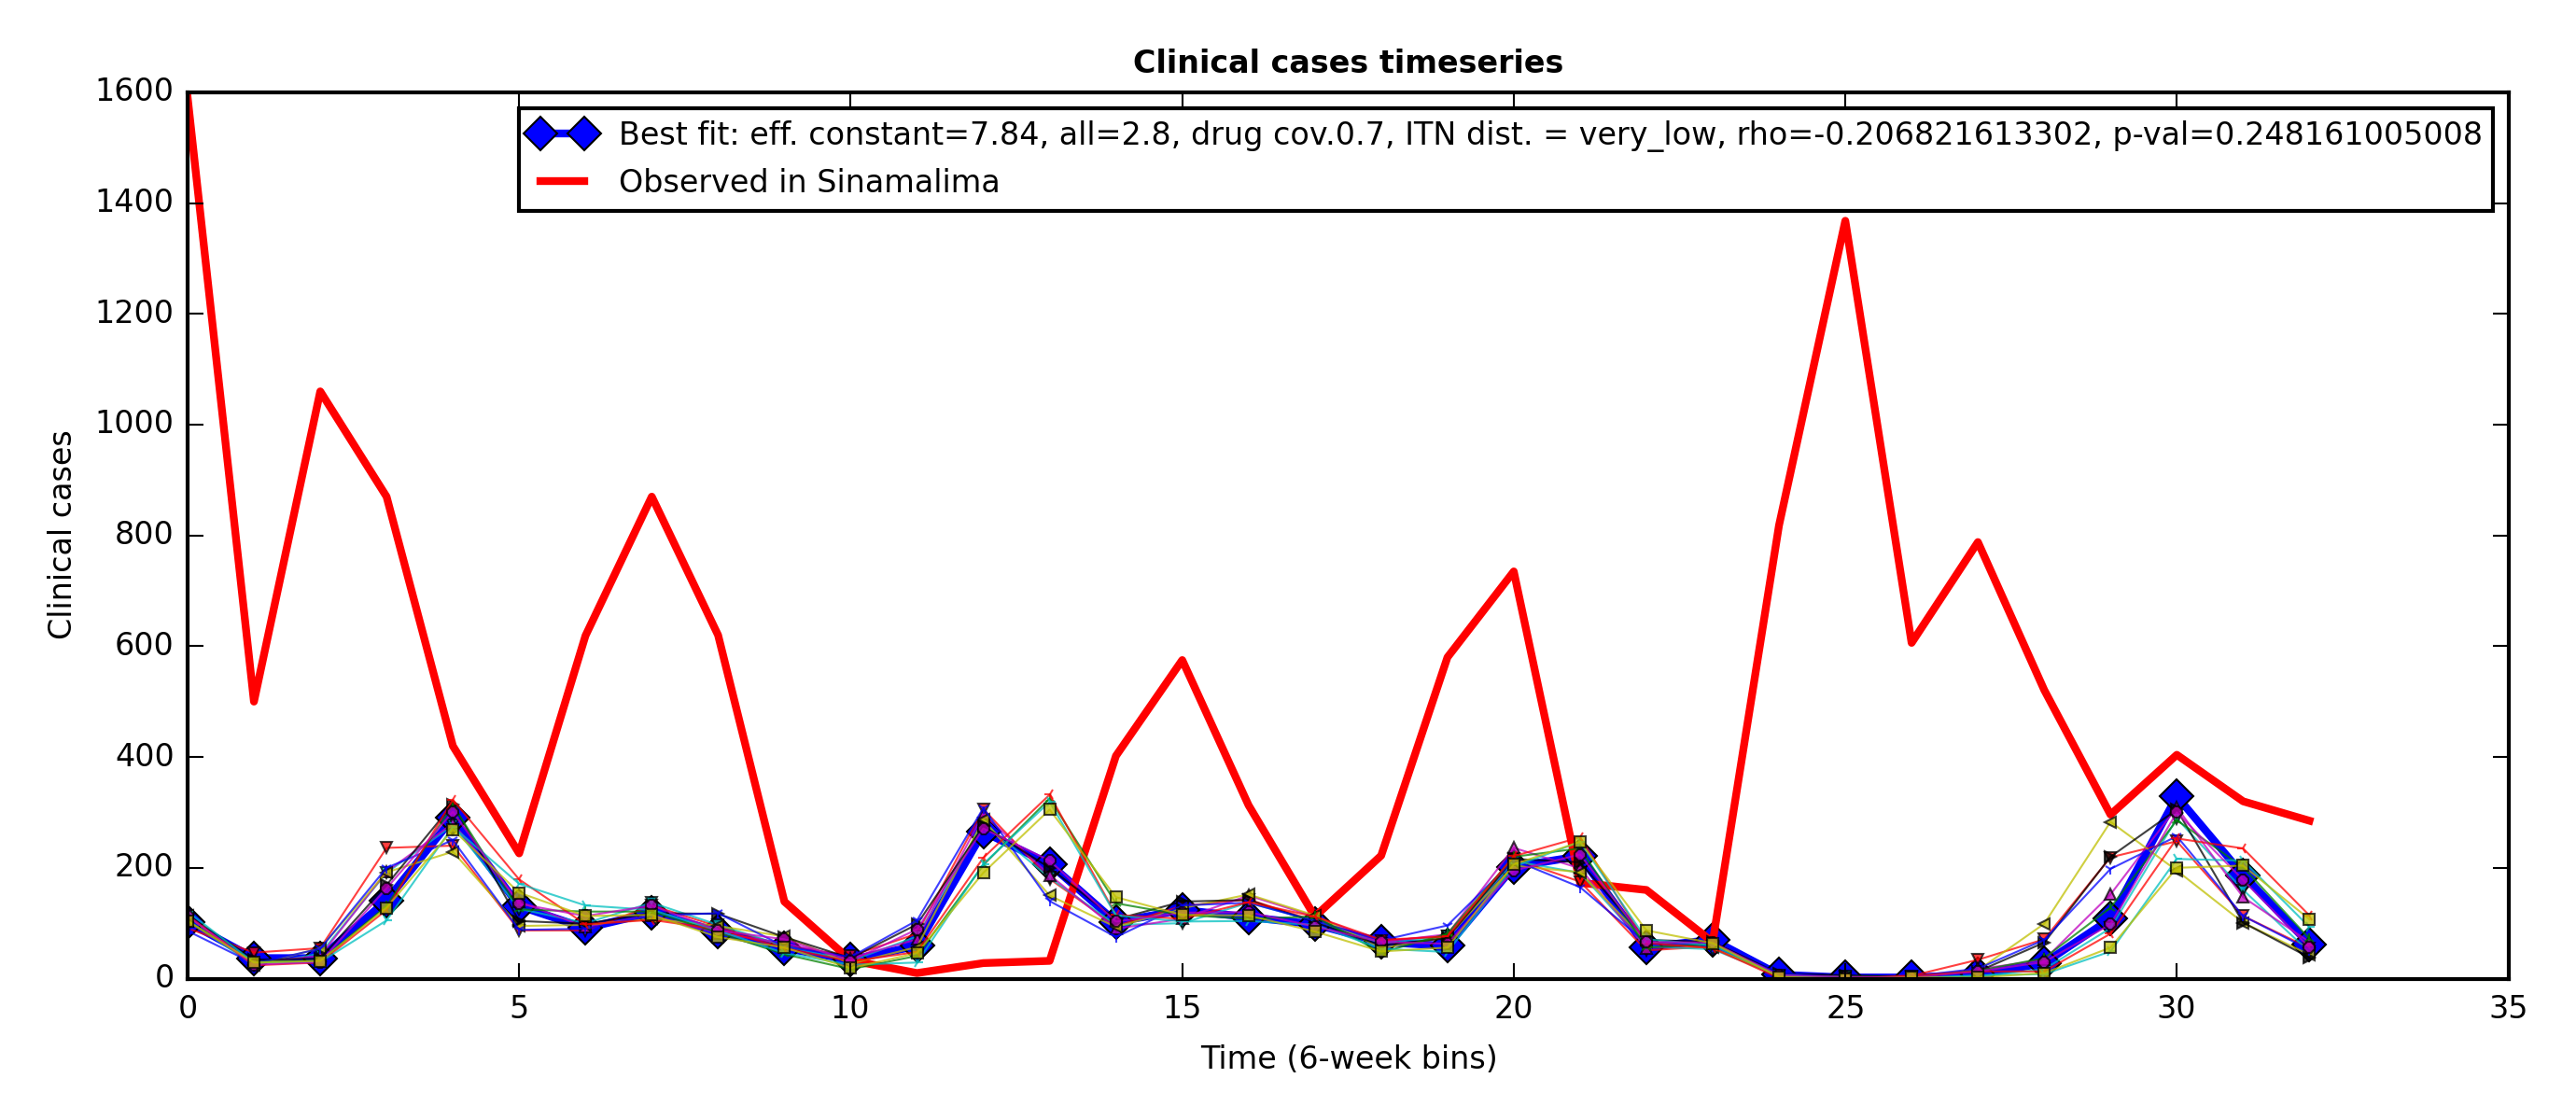 Clinical cases timeseries
1600
1400
1200
1000
800
600
400
200
0
Clinical cases
Best fit: eff. constant=7.84, all=2.8, drug cov.0.7, ITN dist. = very_low, rho=-0.206821613302, p-val=0.248161005008
Observed in Sinamalima
0 5 10 15 20 25 30 35
Time (6-week bins)